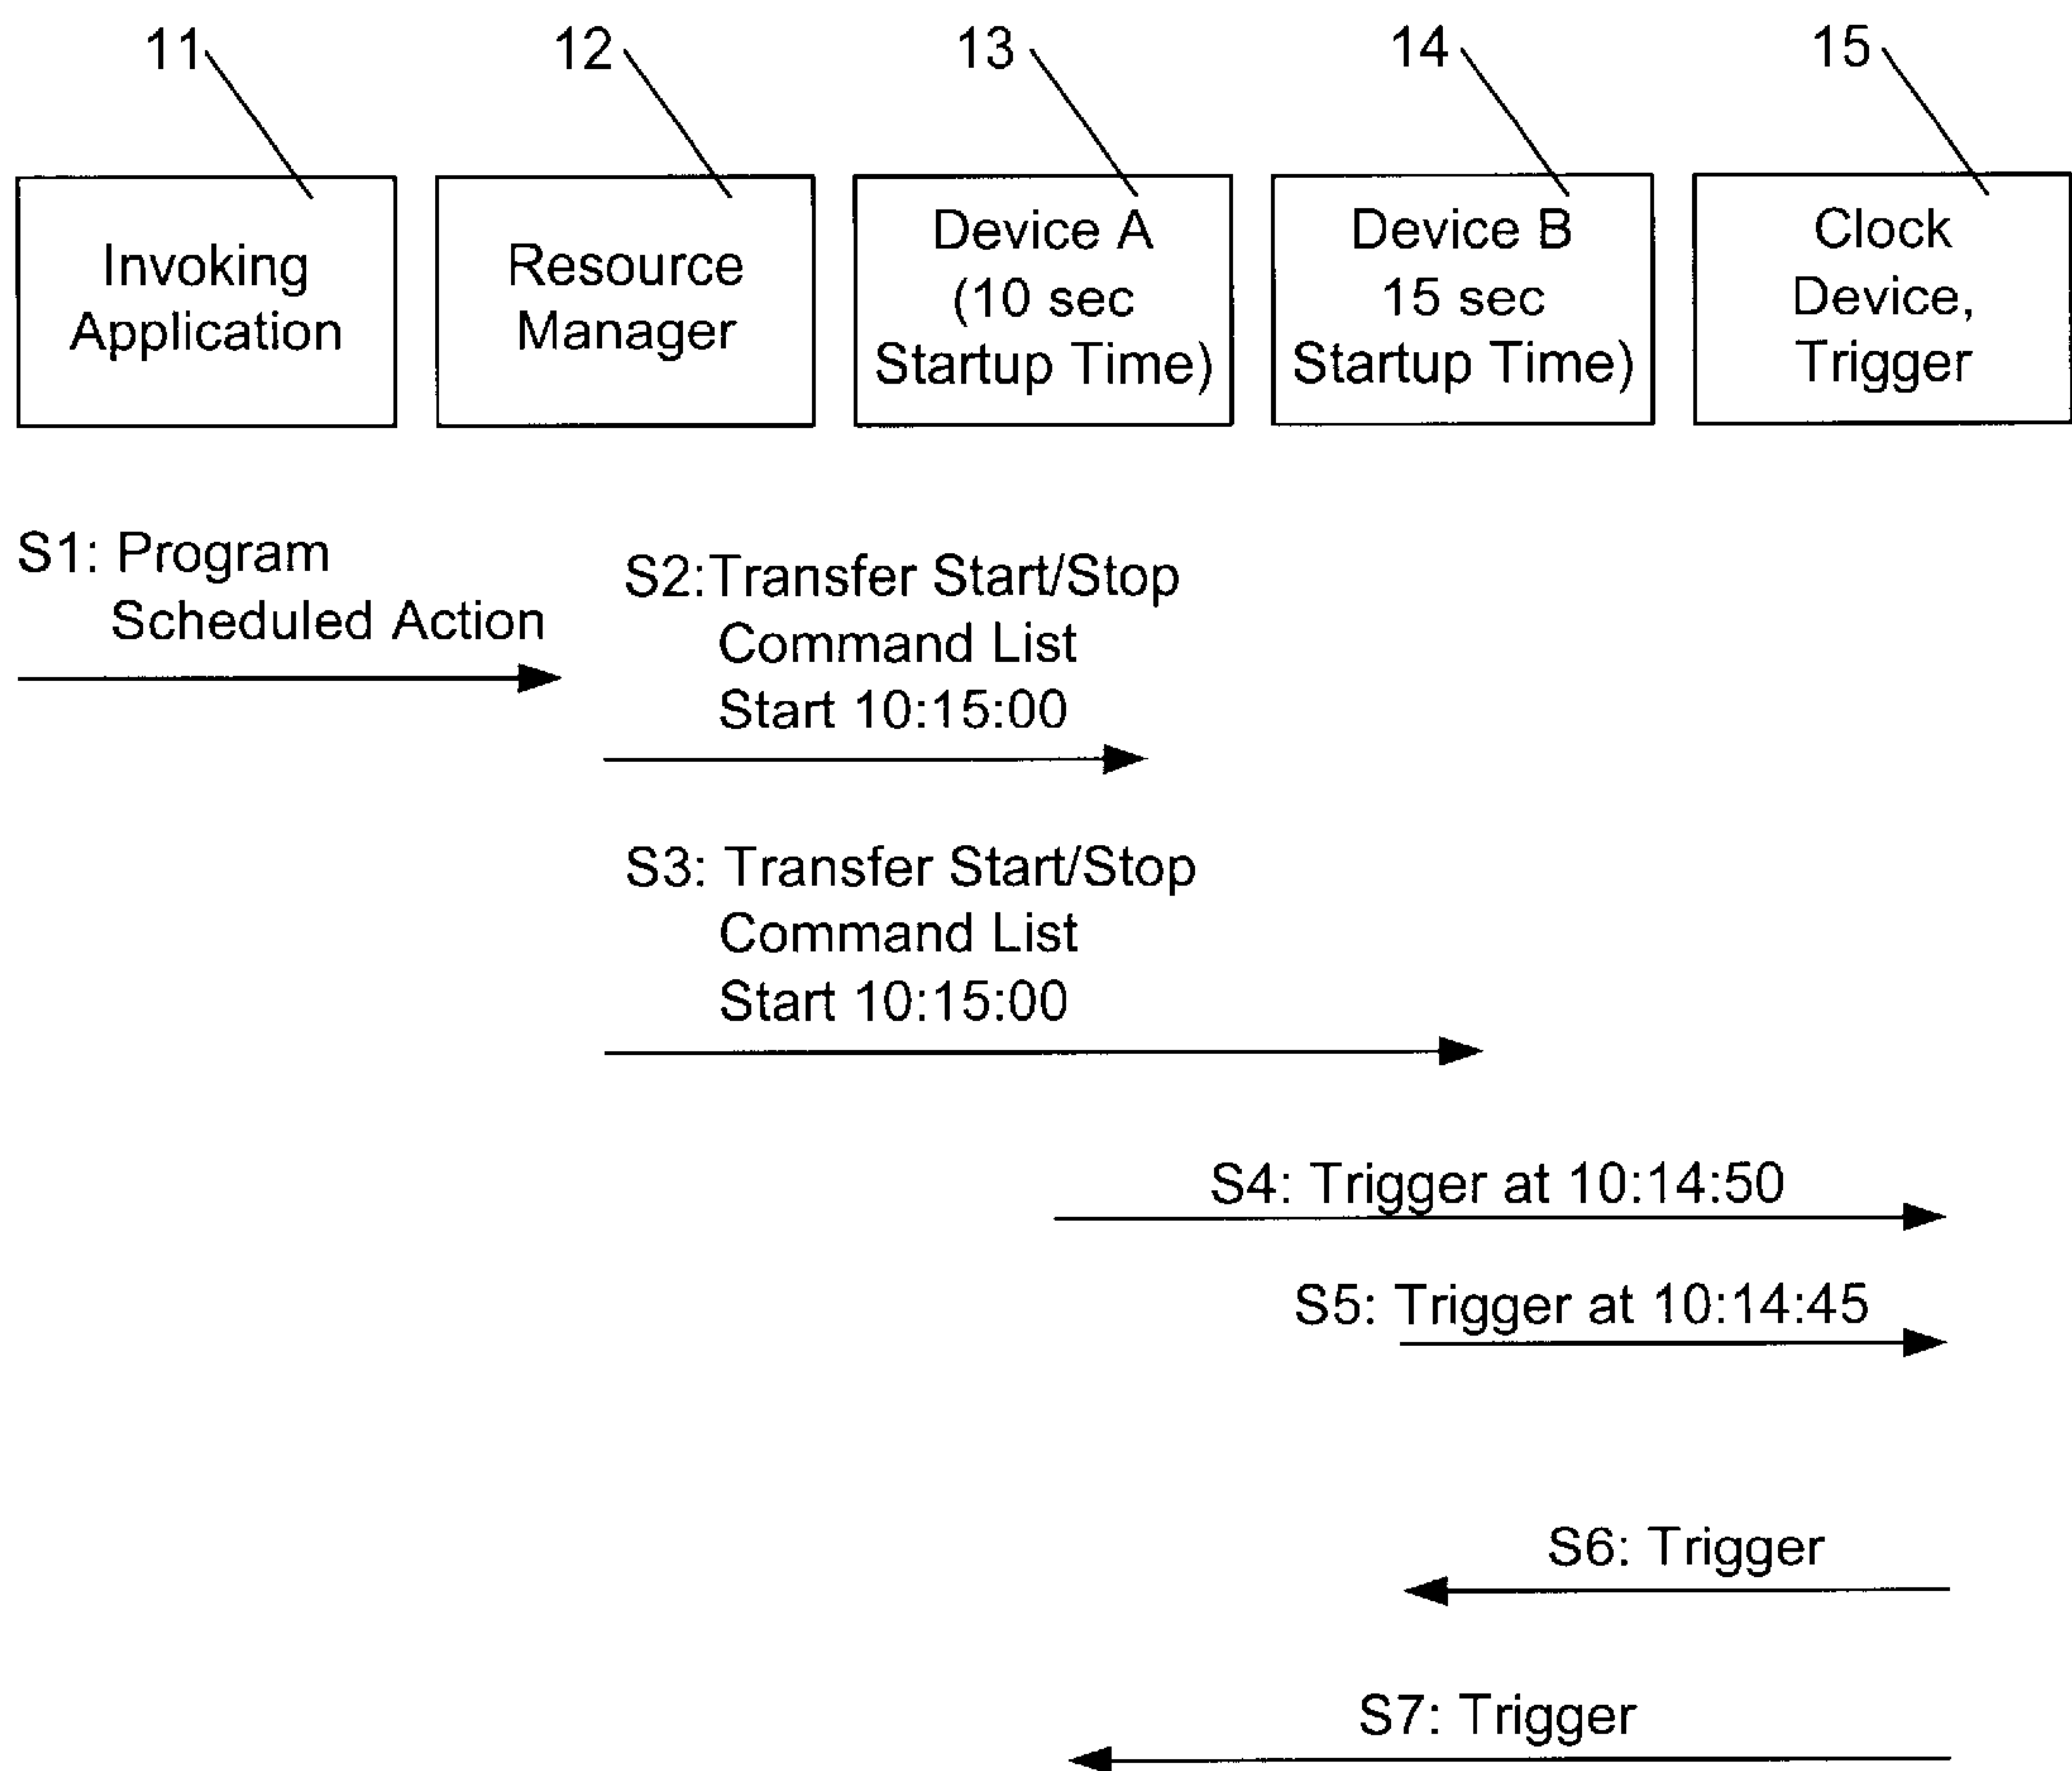 11
12
13
14
15
Invoking
Application
Resource
Manager
Device A
(10 sec
Startup Time)
Device B
15 sec
Startup Time)
Clock
Device,
Trigger
S1: Program
Scheduled Action
S2:Transfer Start/Stop
Command List
Start 10:15:00
S3: Transfer Start/Stop
Command List
Start 10:15:00
S4: Trigger at 10:14:50
S5: Trigger at 10:14:45
S6: Trigger
S7: Trigger